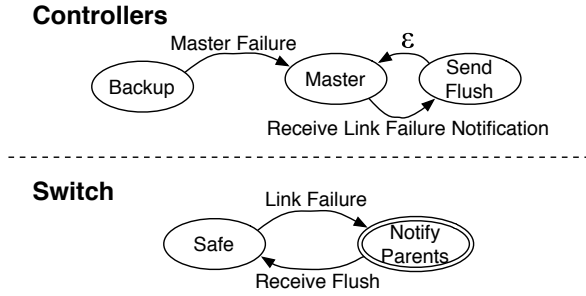 Controllers
Master Failure
ε
Backup
Master
Send
Flush
Receive Link Failure Notification
Switch
Link Failure
Safe
Notify
Parents
Receive Flush